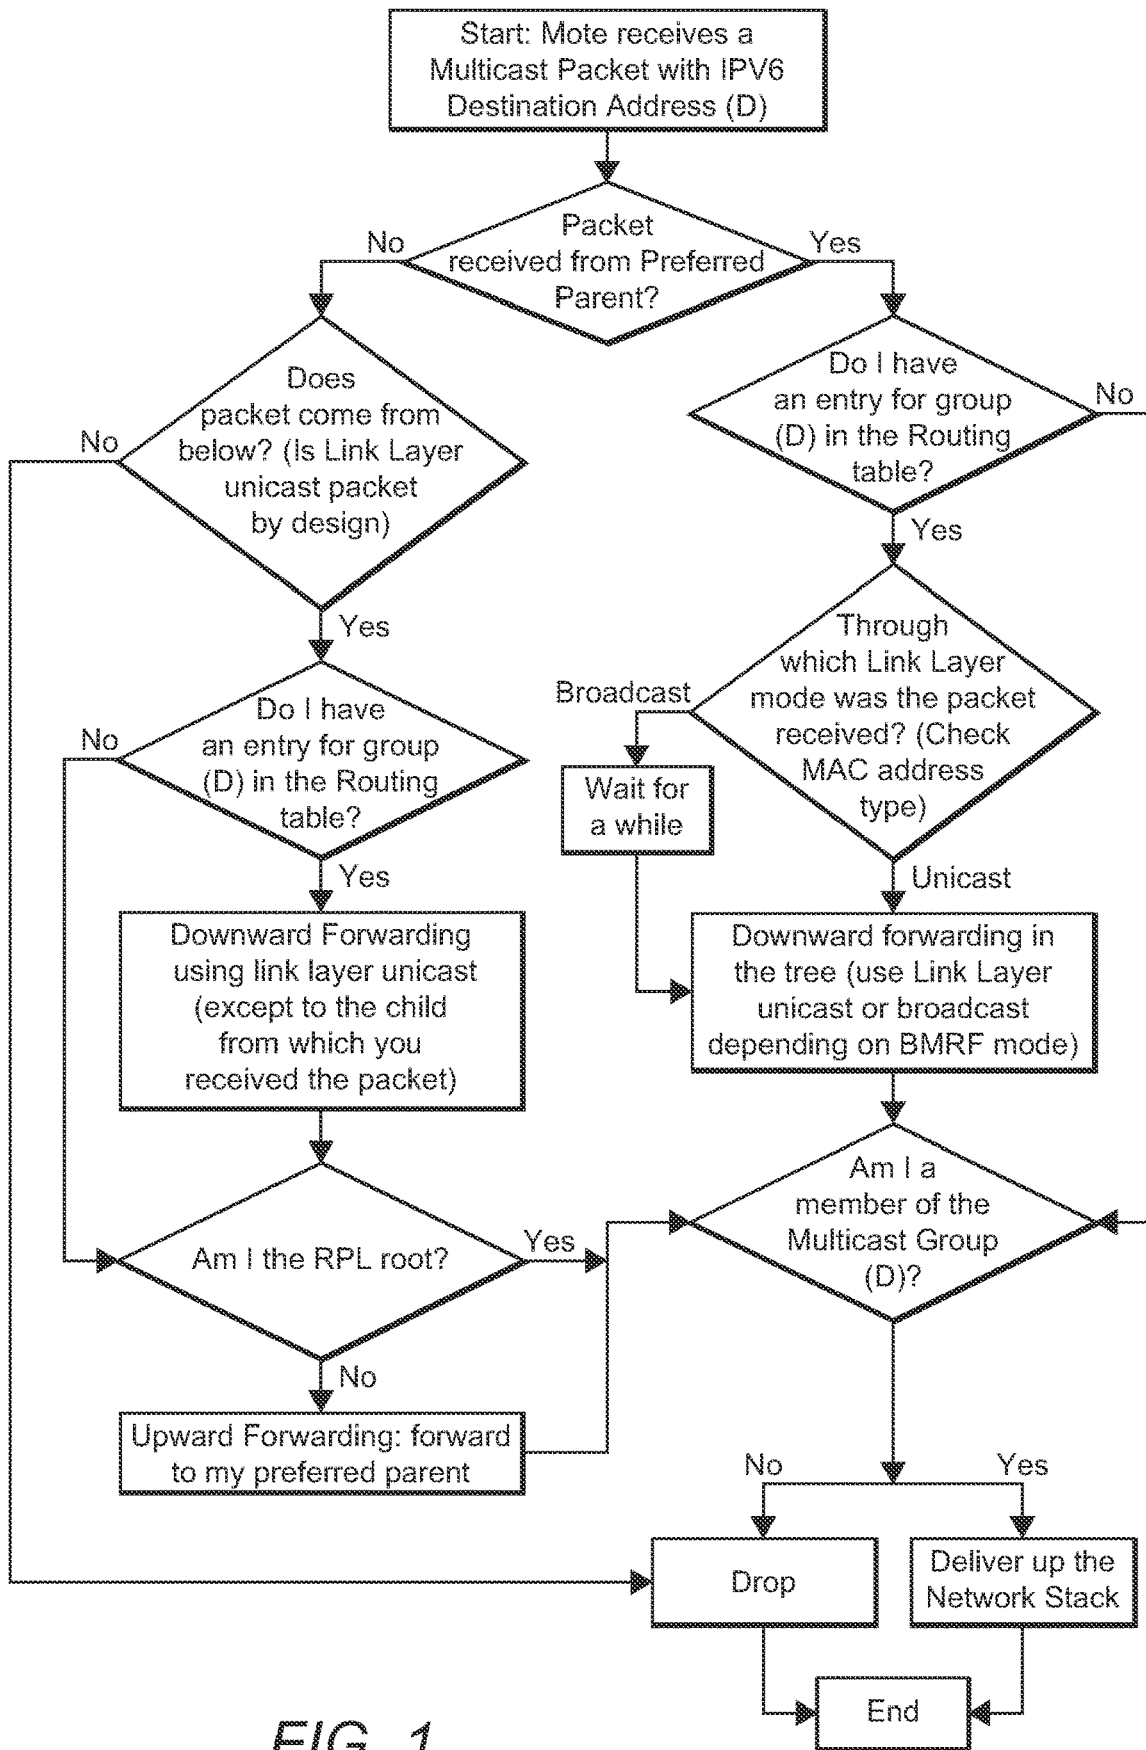 Start: Mote receives a
Multicast Packet with IPV6
Destination Address (D)
Packet
received from Preferred
Parent?
No
Yes
Does
packet come from
below? (Is Link Layer
unicast packet
by design)
No
Yes
Do I have
an entry for group
(D) in the Routing
table?
No
Yes
Through
which Link Layer
mode was the packet
received? (Check
MAC address
type)
Broadcast
Unicast
Wait for
a while
Do I have
an entry for group
(D) in the Routing
table?
No
Yes
Downward Forwarding
using link layer unicast
(except to the child
from which you
received the packet)
Downward forwarding in
the tree (use Link Layer
unicast or broadcast
depending on BMRF mode)
Am I the RPL root?
Yes
No
Am I a
member of the
Multicast Group
(D)?
Upward Forwarding: forward
to my preferred parent
No
Yes
Drop
Deliver up the
Network Stack
End
FIG. 1